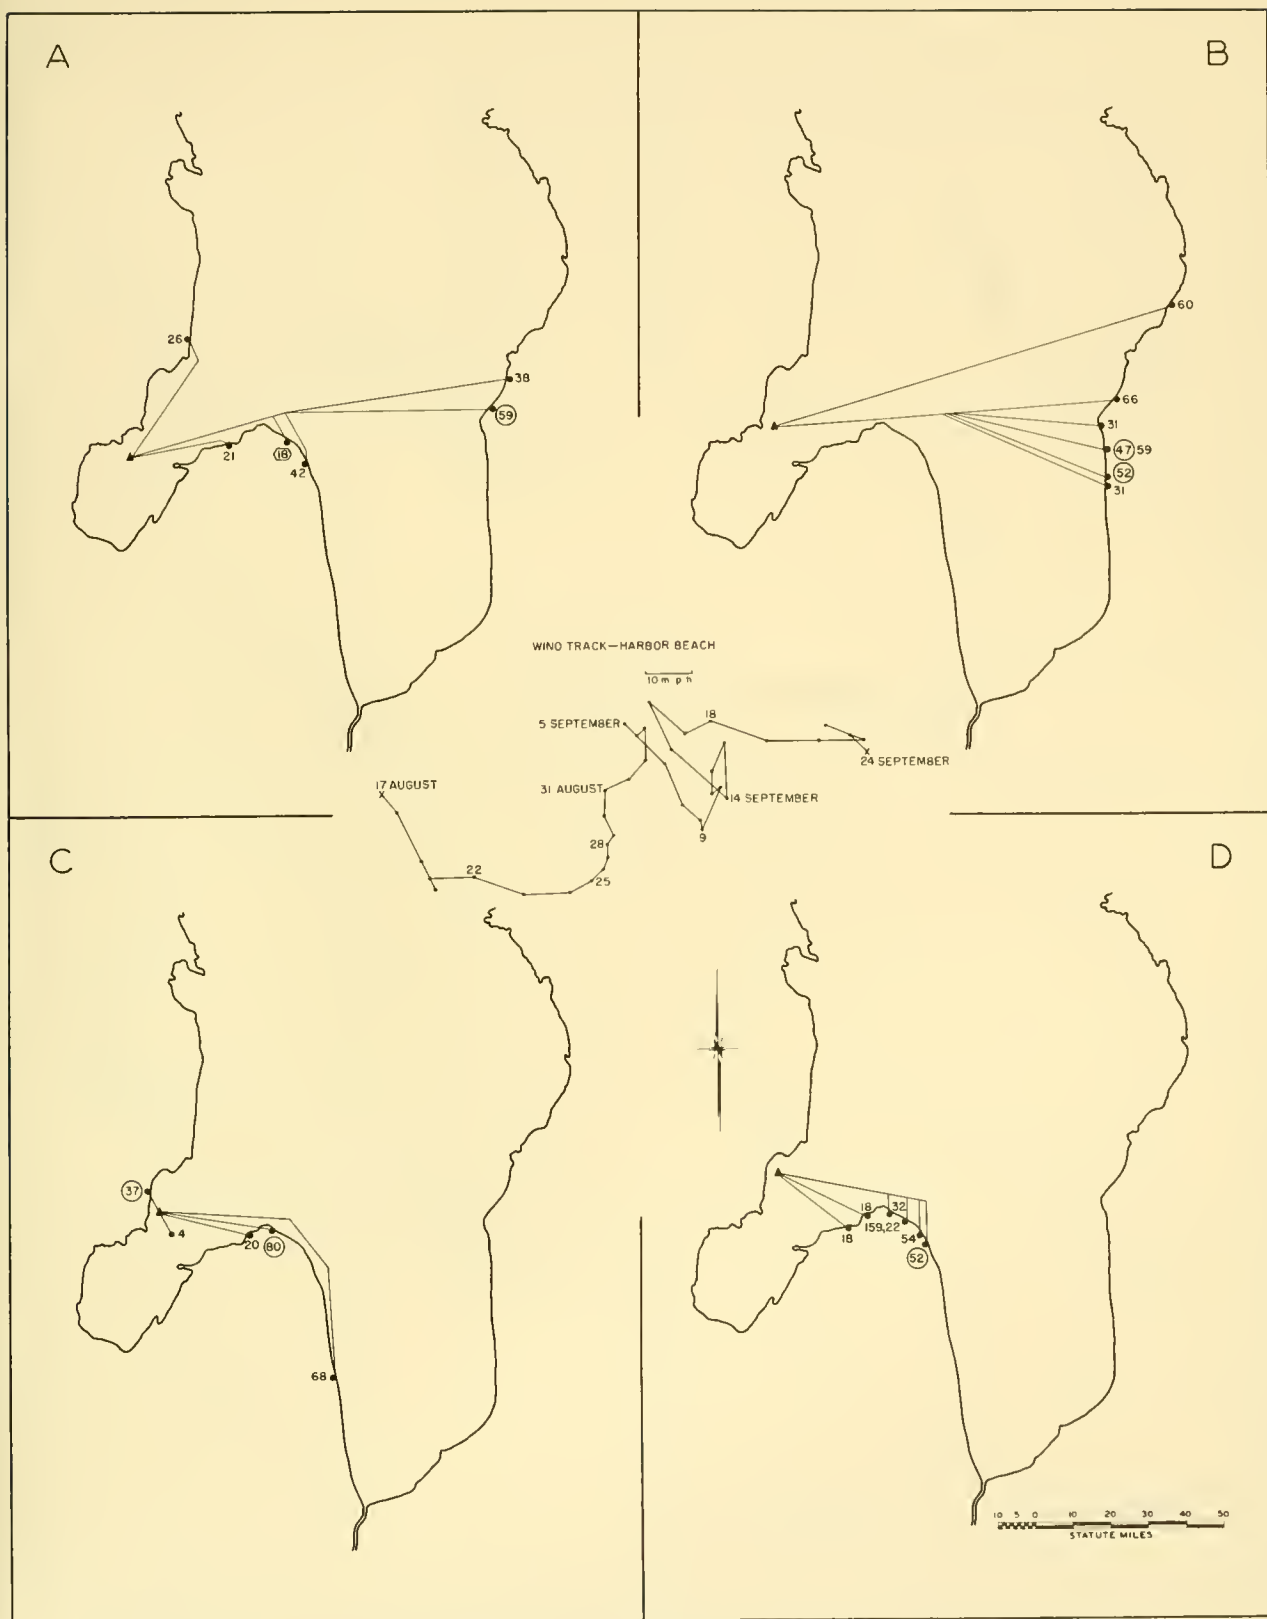 A
B
60
26
38
66
59
31
21
18
42
47 59
52
31
WINO TRACK—HARBOR BEACH
10 m p h
18
5 SEPTEMBER
24 SEPTEMBER
17 AUGUST
31 AUGUST
14 SEPTEMBER
9
28
22
25
C
D
37
4
20
80
68
18
32
18
159,22
54
52
10 5 0 10 20 30 40 50
STATUTE MILES